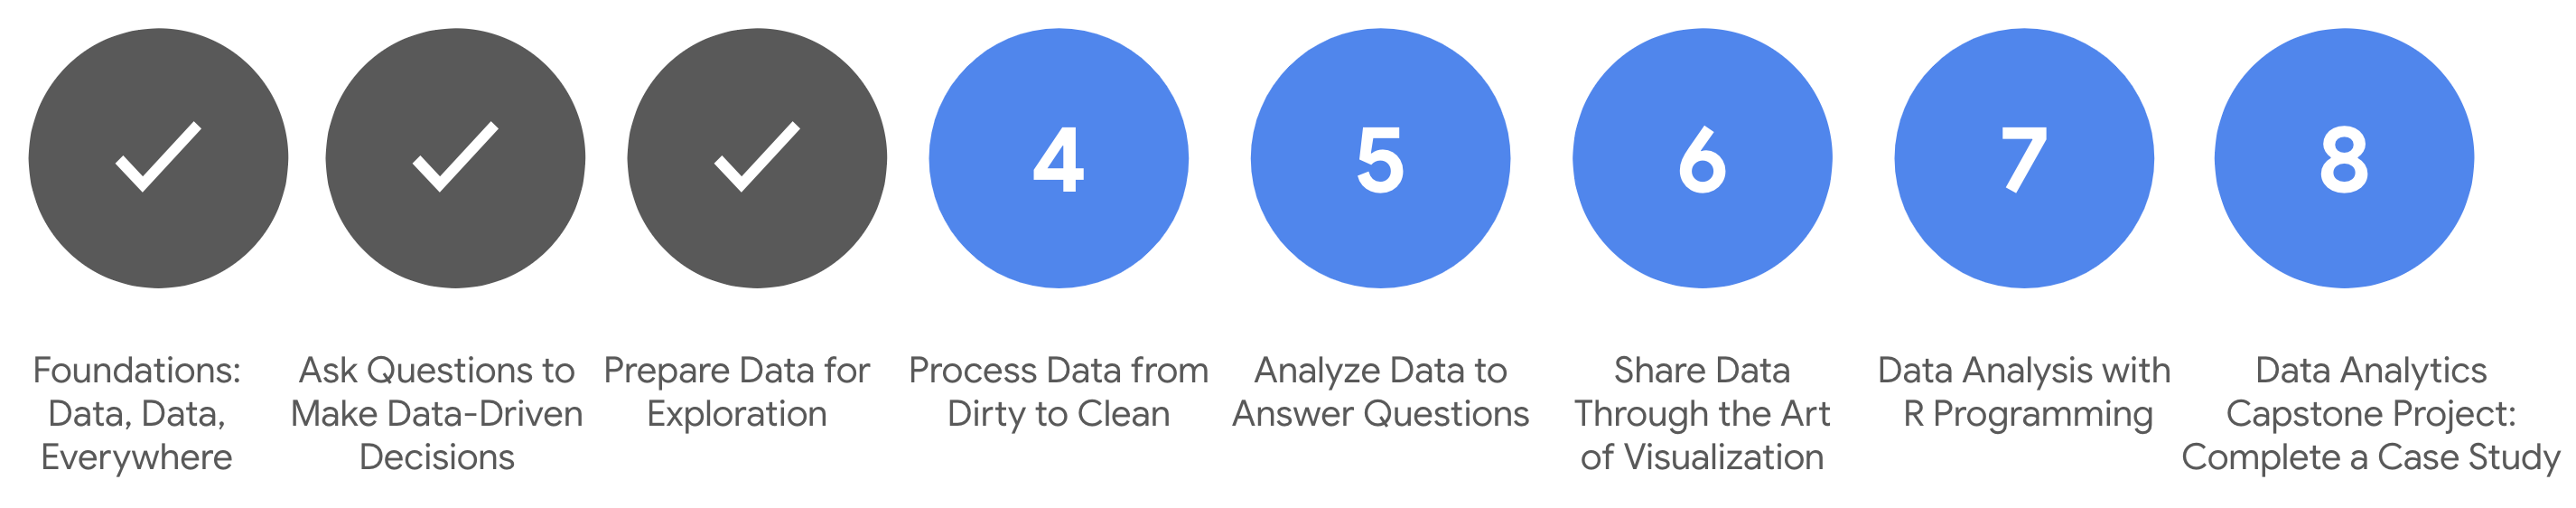 4
5
6
7
8
Foundations:
Data, Data,
Everywhere
Ask Questions to
Make Data-Driven
Decisions
Prepare Data for
Exploration
Process Data from
Dirty to Clean
Analyze Data to
Answer Questions
Share Data
Through the Art
of Visualization
Data Analysis with
R Programming
Data Analytics
Capstone Project:
Complete a Case Study